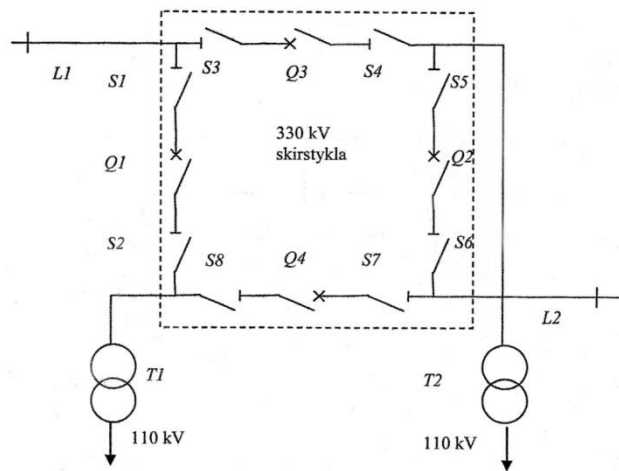 L1
S1
S3
Q3
S4
S5
330 kV
skirstykla
Q1
Q2
S2
S8
Q4
S7
S6
L2
T1
T2
110 kV
110 kV